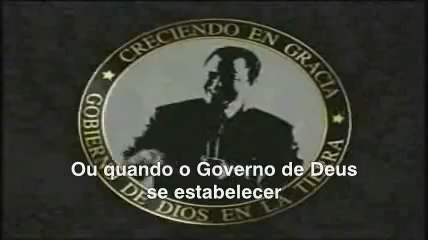 CRECIENDO EN GRACIA
GOBIERNO DE DIOS EN LA TIERRA
Ou quando o Governo de Deus
se estabelecer